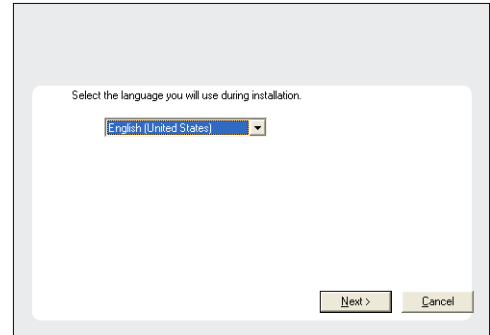 Select the language you will use during installation.
English (United States)
Next >
Cancel